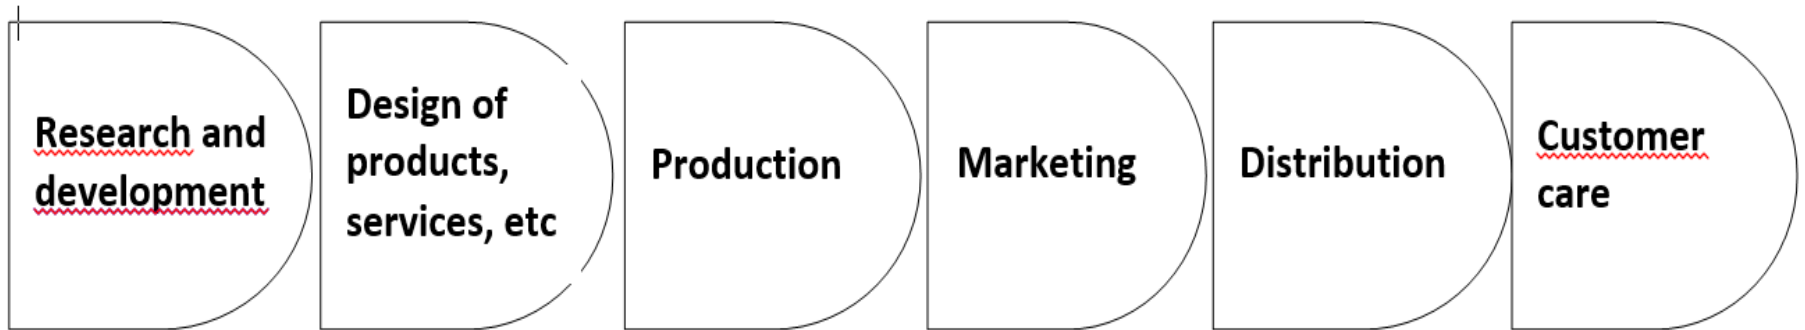 Research and
development
Design of
products,
services, etc
Production
Marketing
Distribution
Customer
care